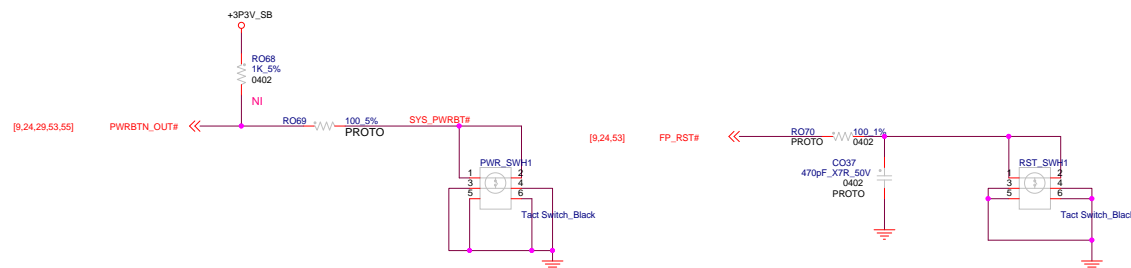 +3P3V_SB
RO68
1K_5%
0402
NI
[9,24,29,53,55] PWRBTN_OUT# RO69 100_5% SYS_PWRBT#
PROTO
PWR_SWH1
1 2
3 4
5 6
Tact Switch_Black
[9,24,53] FP_RST# RO70 100_1%
PROTO 0402
CO37
470pF_X7R_50V
0402
PROTO
RST_SWH1
1 2
3 4
5 6
Tact Switch_Black